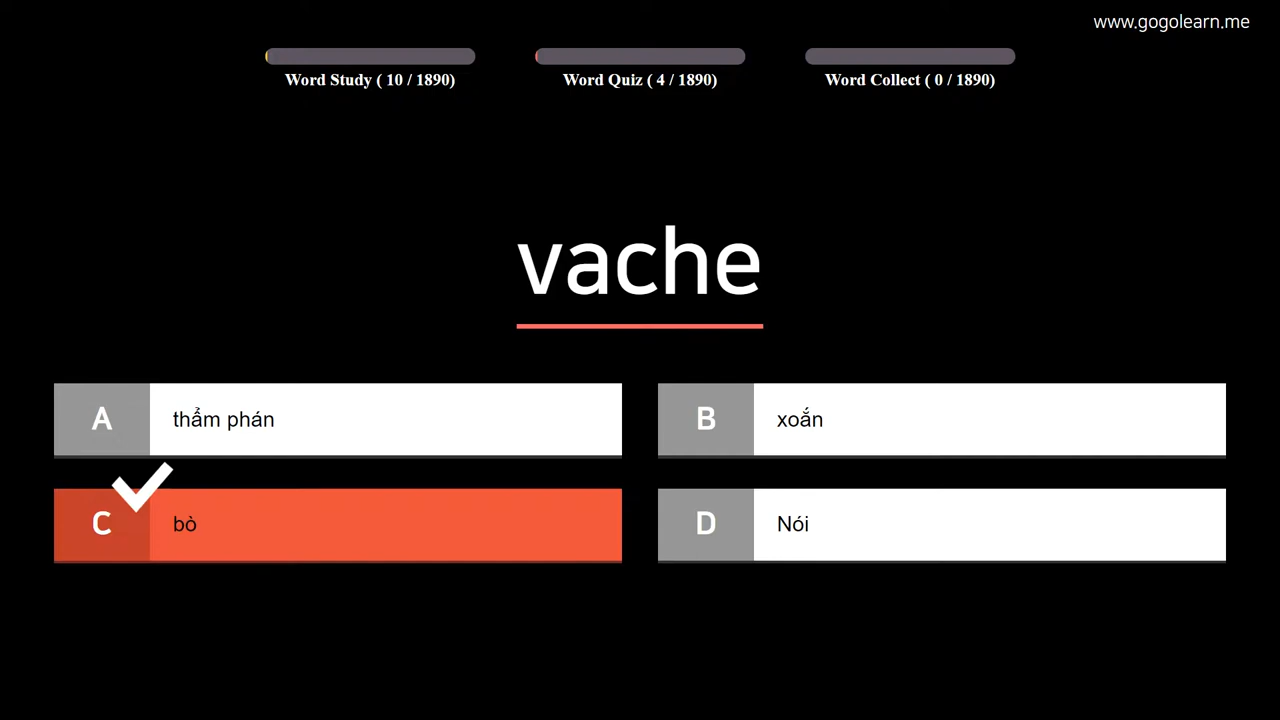 www.gogolearn.me
Word Study ( 10 / 1890)
Word Quiz ( 4 / 1890)
Word Collect ( 0 / 1890)
vache
A thẩm phán
B xoắn
C bò
D Nói